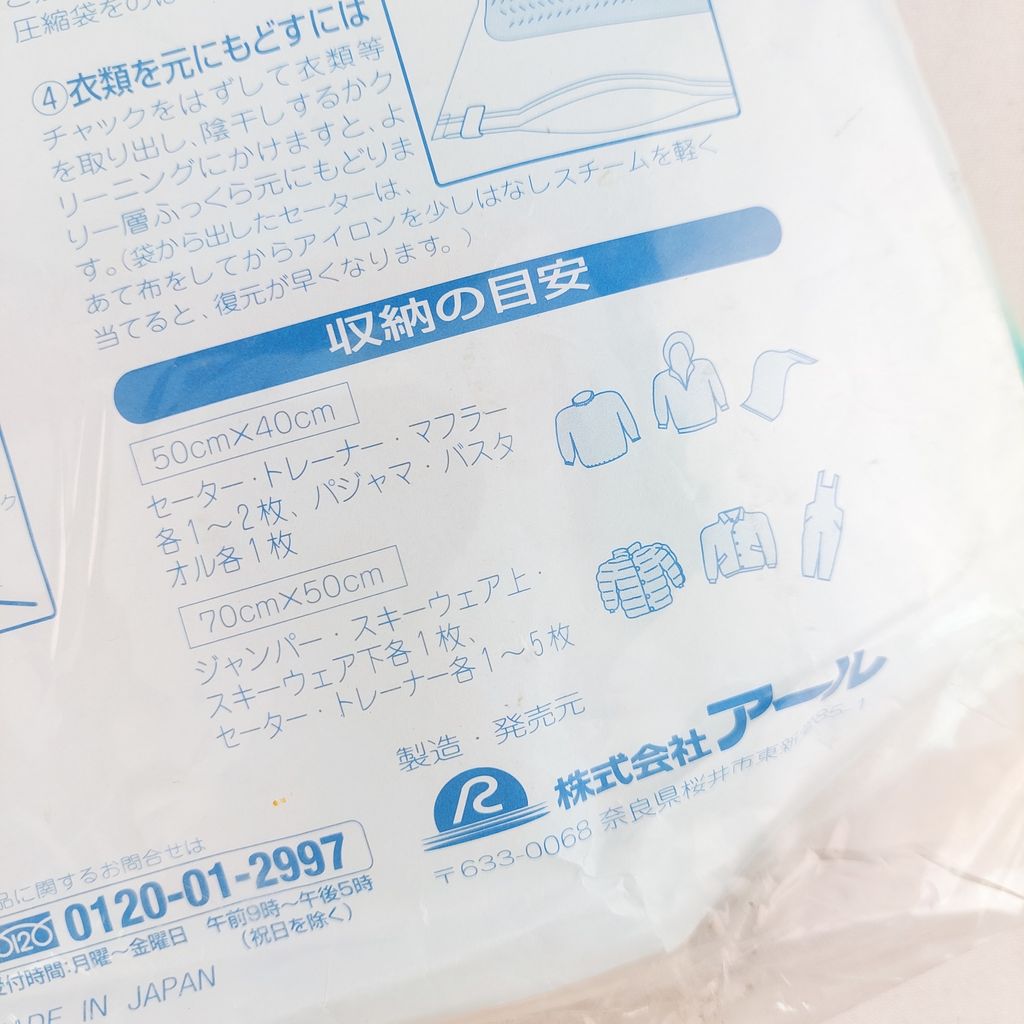 圧縮袋をのば
④衣類を元にもどすには
チャックをはずして衣類等
を取り出し、陰干しするかク
リーニングにかけますと、よ
り一層ふっくら元にもどりま
す。(袋から出したセーターは、
あて布をしてからアイロンを少しはなしスチームを軽く
当てると、復元が早くなります。)
収納の目安
50cm×40cm
セーター・トレーナー・マフラー
各1～2枚、パジャマ・バスタ
オル各1枚
70cm×50cm
ジャンパー・スキーウェア上・
スキーウェア下各1枚、
セーター・トレーナー各1～5枚
製造・発売元
R 株式会社アール
〒633-0068 奈良県桜井市東新
品に関するお問合せは
0120 0120-01-2997
受付時間:月曜～金曜日 午前9時～午後5時
(祝日を除く)
MADE IN JAPAN